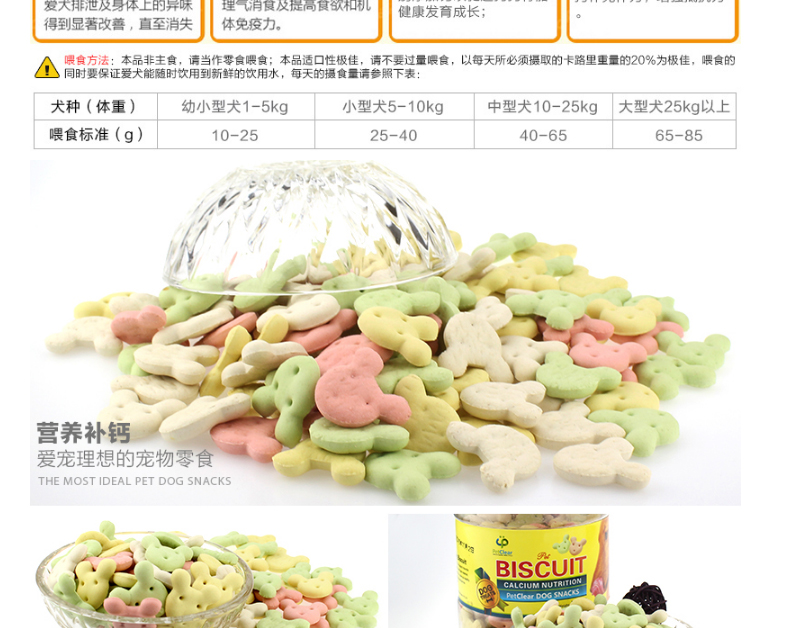 爱犬排泄及身体上的异味
得到显著改善，直至消失
理气消食及提高食欲和机
体免疫力。
健康发育成长；
。
喂食方法：本品非主食，请当作零食喂食；本品适口性极佳，请不要过量喂食，以每天所必须摄取的卡路里重量的20%为极佳，喂食的
同时要保证爱犬能随时饮用到新鲜的饮用水，每天的摄食量请参照下表：
犬种（体重） 幼小型犬1-5kg 小型犬5-10kg 中型犬10-25kg 大型犬25kg以上
喂食标准（g） 10-25 25-40 40-65 65-85
营养补钙
爱宠理想的宠物零食
THE MOST IDEAL PET DOG SNACKS
PetClear
Pet
BISCUIT
CALCIUM NUTRITION
PetClear DOG SNACKS
DOGS